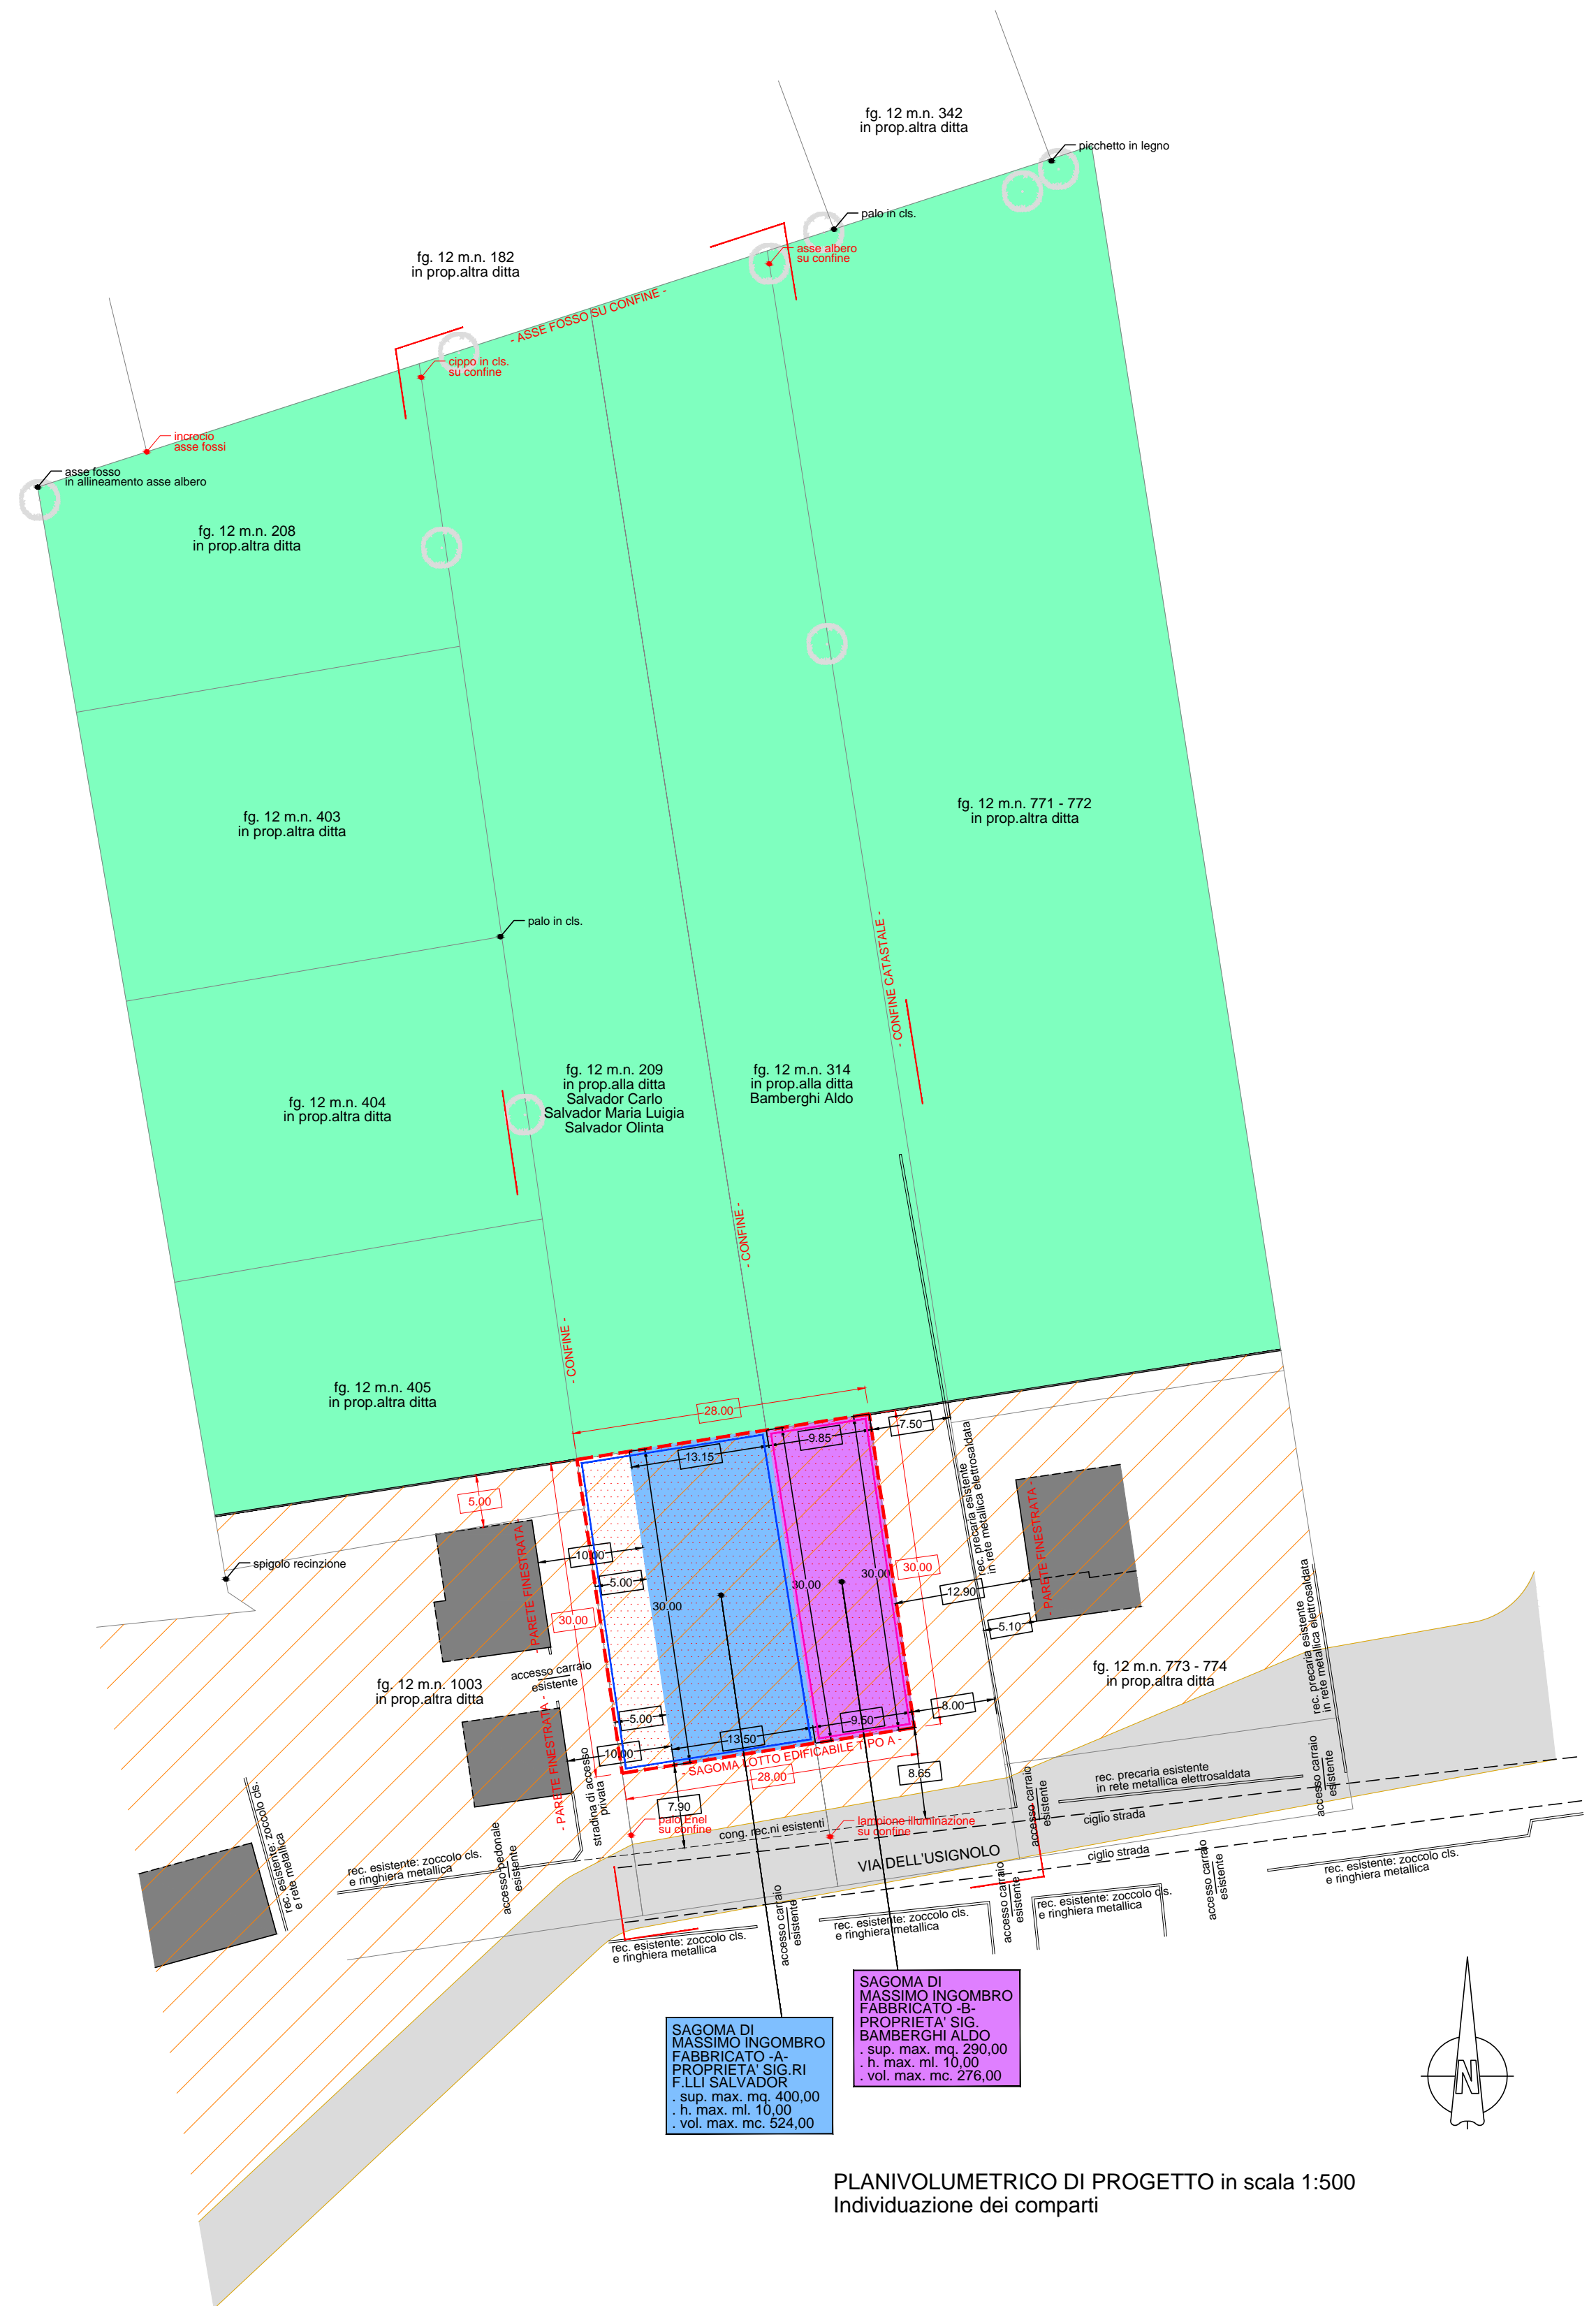 fg. 12 m.n. 342
in prop.altra ditta
picchetto in legno
palo in cls.
asse albero
su confine
fg. 12 m.n. 182
in prop.altra ditta
- ASSE FOSSO SU CONFINE -
cippo in cls.
su confine
incrocio
asse fossi
asse fosso
in allineamento asse albero
fg. 12 m.n. 208
in prop.altra ditta
fg. 12 m.n. 403
in prop.altra ditta
fg. 12 m.n. 771 - 772
in prop.altra ditta
palo in cls.
- CONFINE CATASTALE -
fg. 12 m.n. 404
in prop.altra ditta
fg. 12 m.n. 209
in prop.alla ditta
Salvador Carlo
Salvador Maria Luigia
Salvador Olinta
fg. 12 m.n. 314
in prop.alla ditta
Bamberghi Aldo
- CONFINE -
- CONFINE -
fg. 12 m.n. 405
in prop.altra ditta
28.00
7.50
9.85
13.15
5.00
spigolo recinzione
- PARETE FINESTRATA -
10.00
5.00
30.00
30.00
30.00
30.00
30.00
12.90
5.10
rec. precaria esistente
in rete metallica elettrosaldata
- PARETE FINESTRATA -
rec. precaria esistente
in rete metallica elettrosaldata
fg. 12 m.n. 1003
in prop.altra ditta
accesso carraio
esistente
fg. 12 m.n. 773 - 774
in prop.altra ditta
- PARETE FINESTRATA -
5.00
10.00
13.50
9.50
8.00
- SAGOMA LOTTO EDIFICABILE TIPO A -
28.00
8.65
7.90
stradina di accesso
privata
palo Enel
su confine
cong. rec.ni esistenti
lampione illuminazione
su confine
accesso carraio
esistente
rec. precaria esistente
in rete metallica elettrosaldata
accesso carraio
esistente
ciglio strada
VIA DELL'USIGNOLO
ciglio strada
rec. esistente: zoccolo cls.
e rete metallica
rec. esistente: zoccolo cls.
e ringhiera metallica
accesso pedonale
esistente
rec. esistente: zoccolo cls.
e ringhiera metallica
accesso carraio
esistente
rec. esistente: zoccolo cls.
e ringhiera metallica
accesso carraio
esistente
rec. esistente: zoccolo cls.
e ringhiera metallica
accesso carraio
esistente
rec. esistente: zoccolo cls.
e ringhiera metallica
SAGOMA DI
MASSIMO INGOMBRO
FABBRICATO -B-
PROPRIETA' SIG.
BAMBERGHI ALDO
. sup. max. mq. 290,00
. h. max. ml. 10,00
. vol. max. mc. 276,00
SAGOMA DI
MASSIMO INGOMBRO
FABBRICATO -A-
PROPRIETA' SIG.RI
F.LLI SALVADOR
. sup. max. mq. 400,00
. h. max. ml. 10,00
. vol. max. mc. 524,00
N
PLANIVOLUMETRICO DI PROGETTO in scala 1:500
Individuazione dei comparti